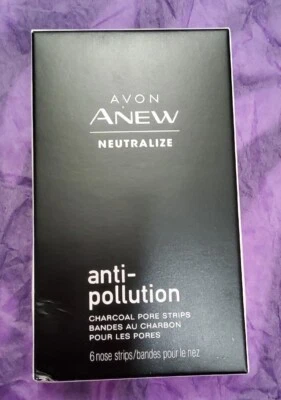 AVON
ANEW
NEUTRALIZE
anti-
pollution
CHARCOAL PORE STRIPS
BANDES AU CHARBON
POUR LES PORES
6 nose strips/bandes pour le nez